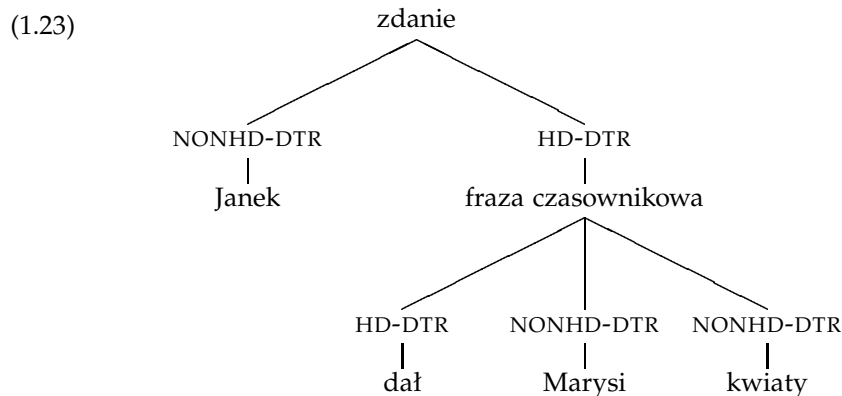 (1.23) zdanie
NONHD-DTR HD-DTR
Janek fraza czasownikowa
HD-DTR NONHD-DTR NONHD-DTR
dał Marysi kwiaty